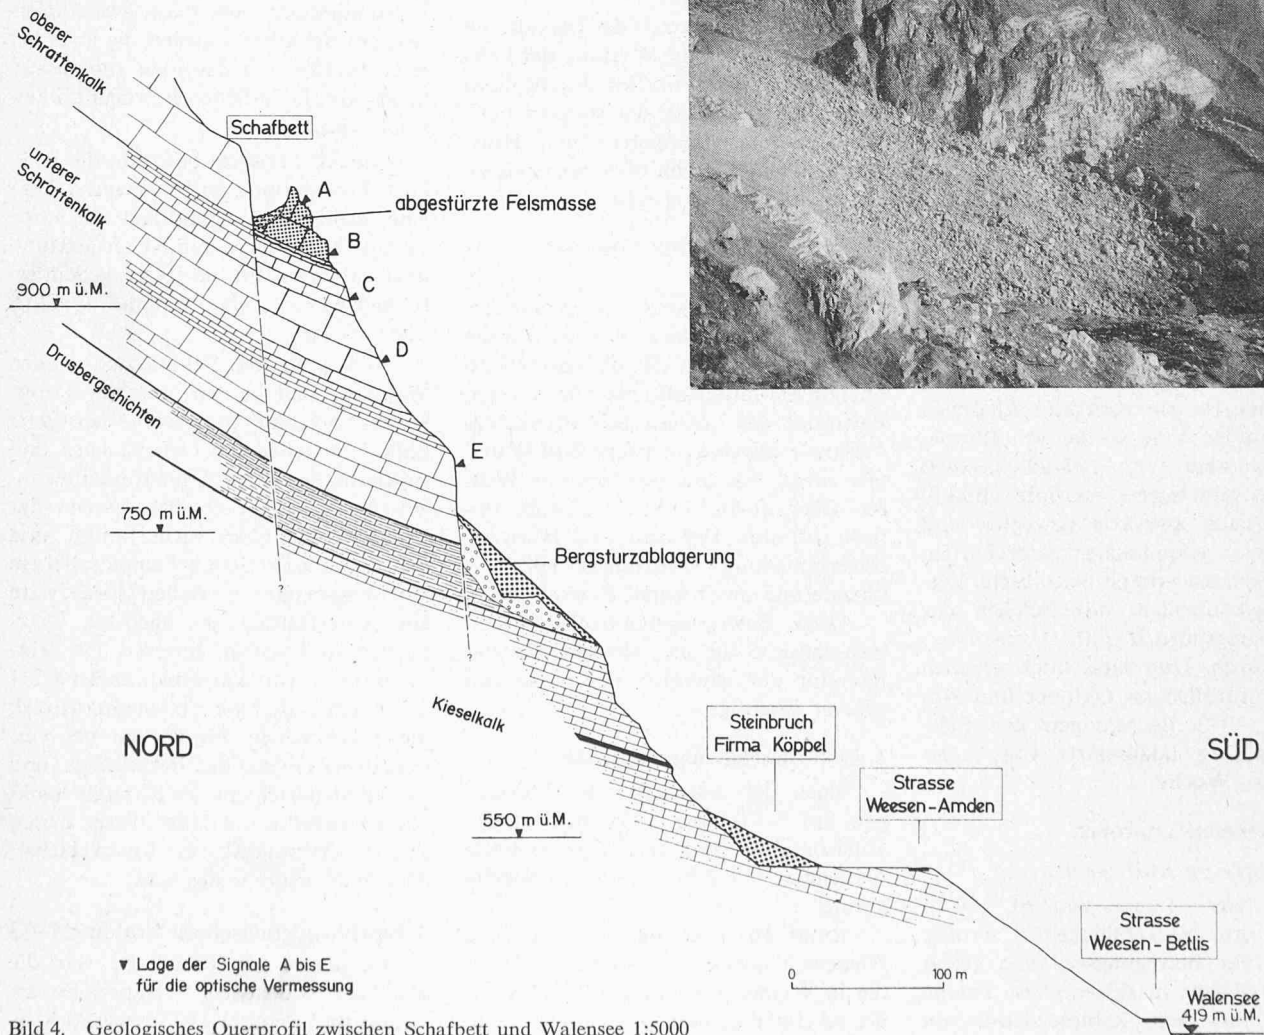 oberer
Schrattenkalk
Schafbett
unterer
Schrattenkalk
A
abgestürzte Felsmasse
B
C
900 m ü.M.
D
Drusbergschichten
E
750 m ü.M.
Bergsturzablagerung
?
?
Kieselkalk
NORD
Steinbruch
Firma Köppel
SÜD
Strasse
Weesen-Amden
550 m ü.M.
Strasse
Weesen-Betlis
▼ Lage der Signale A bis E
für die optische Vermessung
0 100 m
Walensee
419 m ü.M.
Bild 4. Geologisches Querprofil zwischen Schafbett und Walensee 1:5000